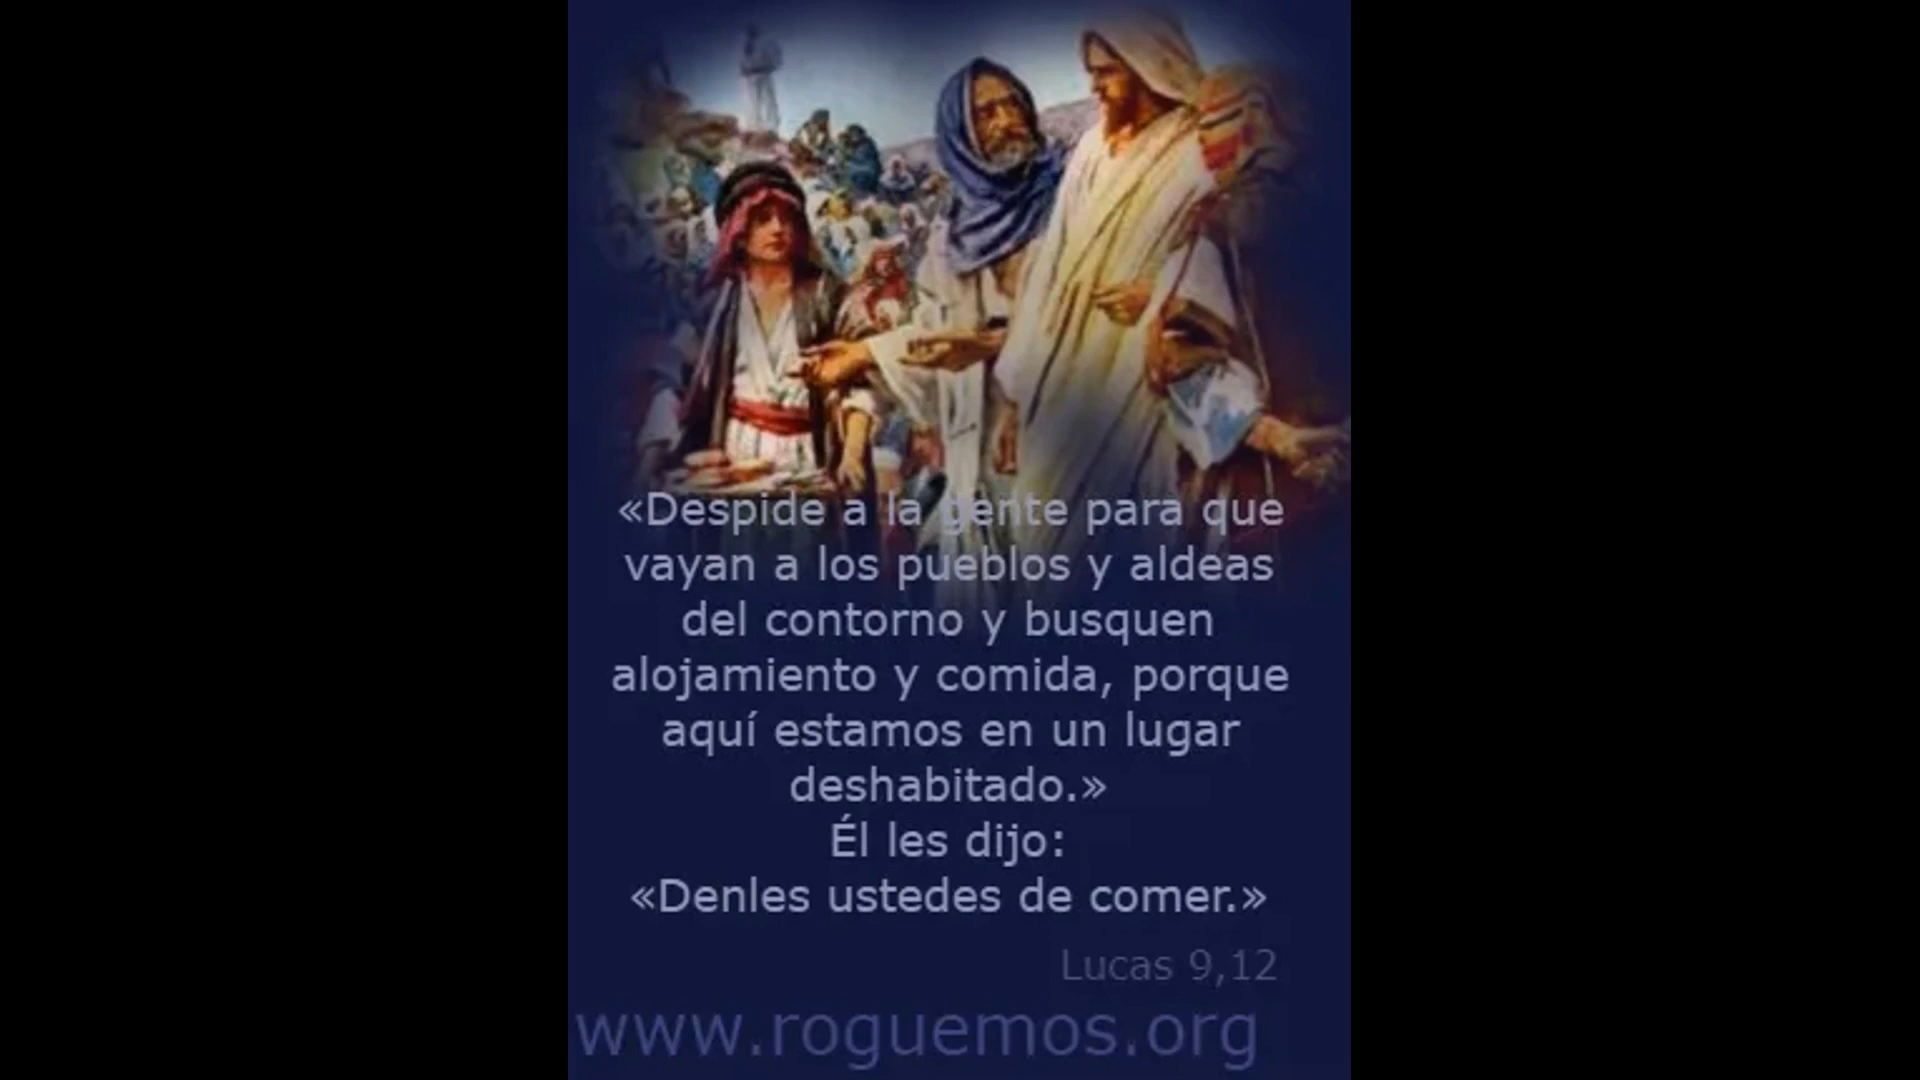 «Despide a la gente para que
vayan a los pueblos y aldeas
del contorno y busquen
alojamiento y comida, porque
aquí estamos en un lugar
deshabitado.»
Él les dijo:
«Denles ustedes de comer.»
Lucas 9,12
www.roguemos.org